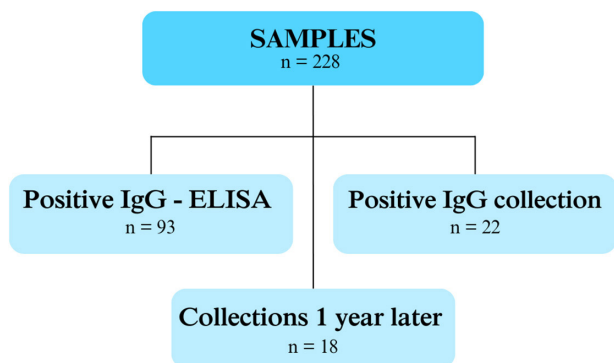 SAMPLES
n = 228
Positive IgG - ELISA
n = 93
Positive IgG collection
n = 22
Collections 1 year later
n = 18